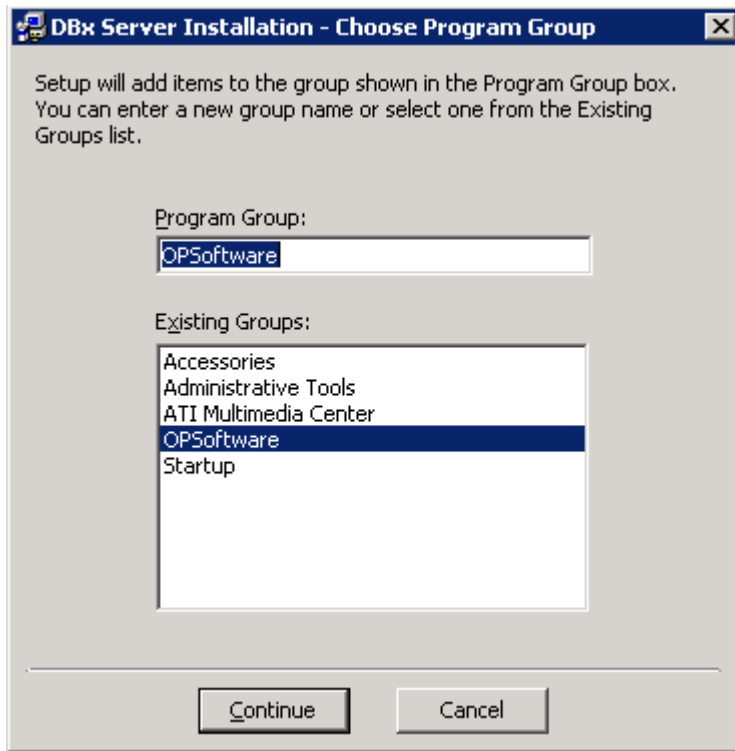 DBx Server Installation - Choose Program Group
Setup will add items to the group shown in the Program Group box.
You can enter a new group name or select one from the Existing
Groups list.
Program Group:
OPSoftware
Existing Groups:
Accessories
Administrative Tools
ATI Multimedia Center
OPSoftware
Startup
Continue
Cancel